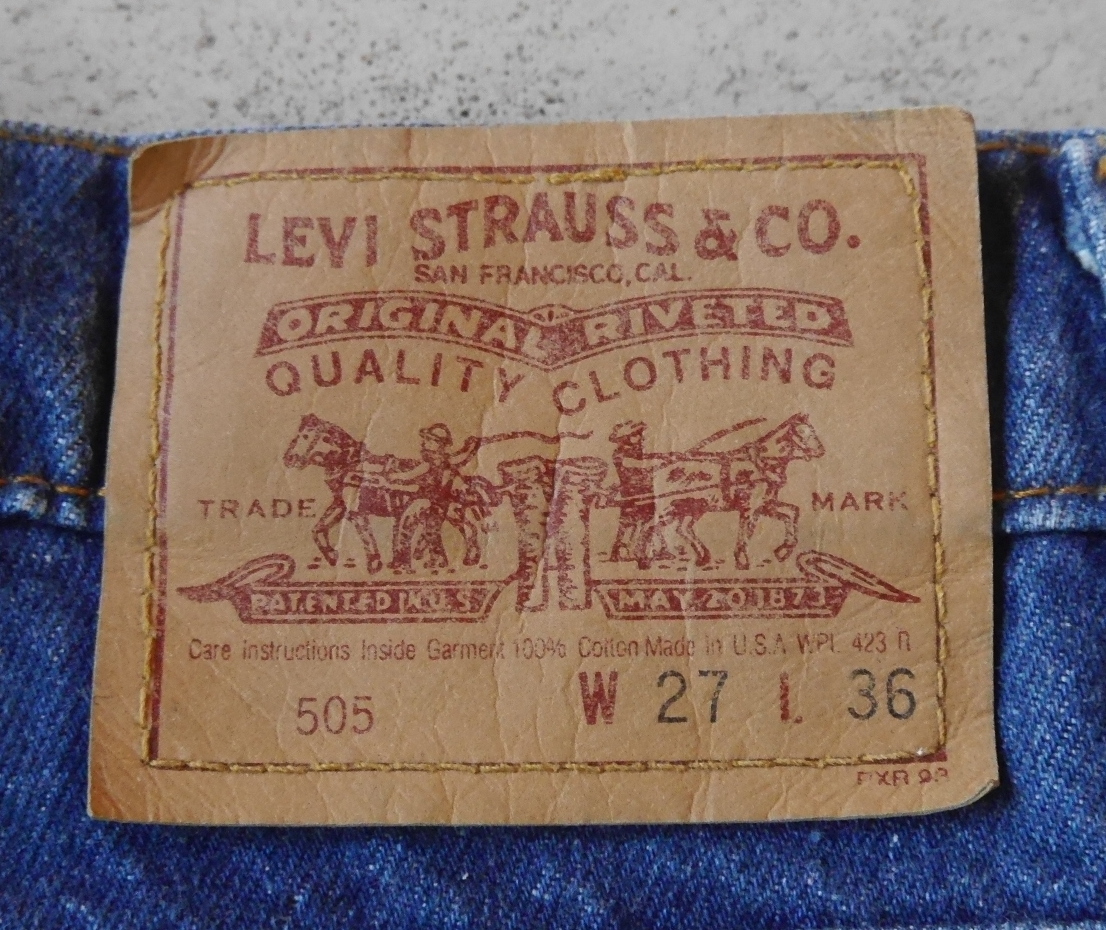 LEVI STRAUSS & CO.
SAN FRANCISCO, CAL.
ORIGINAL RIVETED
QUALITY CLOTHING
TRADE MARK
PATENTED IN U.S. MAY 20 1873
Care instructions Inside Garment 100% Cotton Made in U.S.A WPL 423 R
505 W 27 L 36